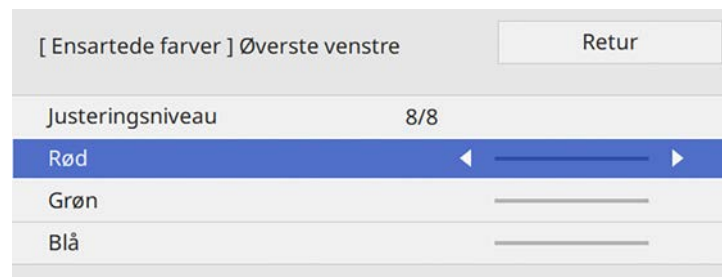 [ Ensartede farver ] Øverste venstre
Retur
Justeringsniveau 8/8
Rød
Grøn
Blå